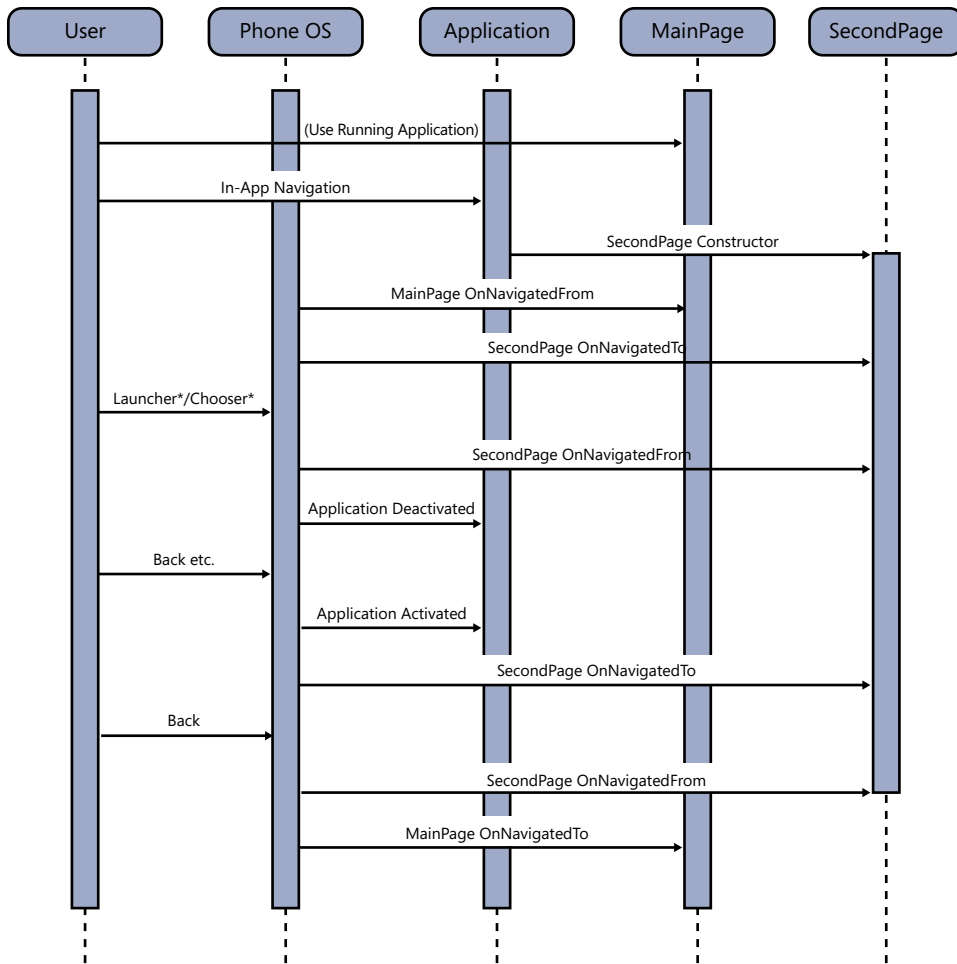 User
Phone OS
Application
MainPage
SecondPage
(Use Running Application)
In-App Navigation
SecondPage Constructor
MainPage OnNavigatedFrom
SecondPage OnNavigatedTo
Launcher*/Chooser*
SecondPage OnNavigatedFrom
Application Deactivated
Back etc.
Application Activated
SecondPage OnNavigatedTo
Back
SecondPage OnNavigatedFrom
MainPage OnNavigatedTo